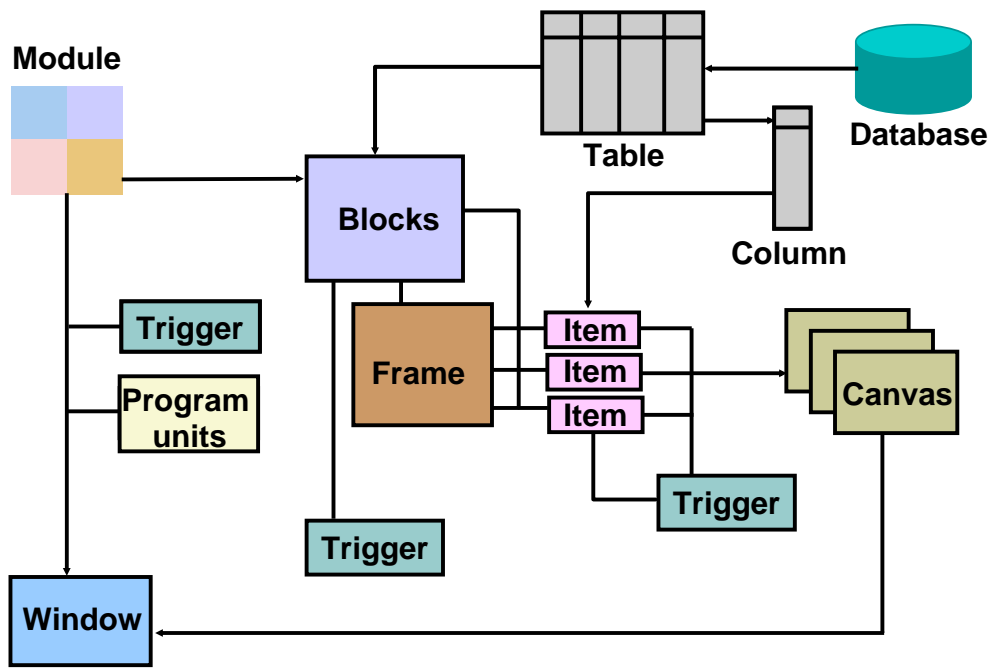 Module
Table
Database
Blocks
Column
Trigger
Item
Frame
Item
Canvas
Program
units
Item
Trigger
Trigger
Window